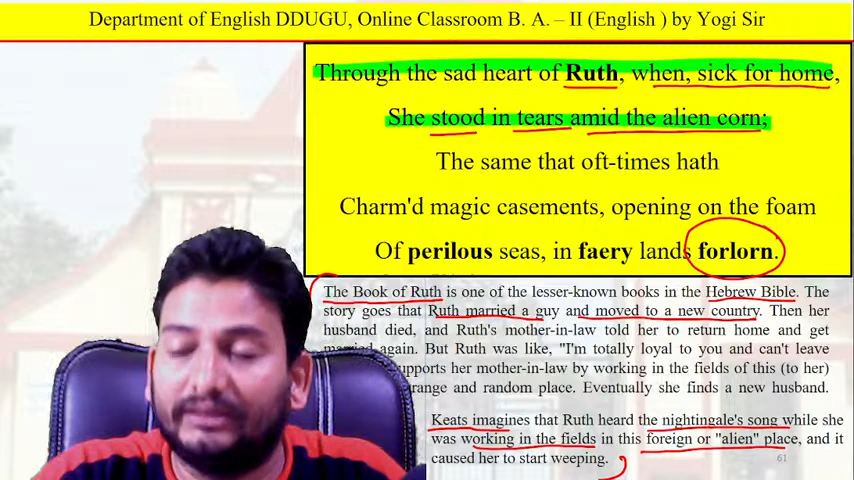 Department of English DDUGU, Online Classroom B. A. – II (English ) by Yogi Sir
Through the sad heart of Ruth, when, sick for home,
She stood in tears amid the alien corn;
The same that oft-times hath
Charm'd magic casements, opening on the foam
Of perilous seas, in faery lands forlorn.
The Book of Ruth is one of the lesser-known books in the Hebrew Bible. The
story goes that Ruth married a guy and moved to a new country. Then her
husband died, and Ruth's mother-in-law told her to return home and get
again. But Ruth was like, "I'm totally loyal to you and can't leave
her mother-in-law by working in the fields of this (to her)
and random place. Eventually she finds a new husband.
Keats imagines that Ruth heard the nightingale's song while she
was working in the fields in this foreign or "alien" place, and it
caused her to start weeping.
61